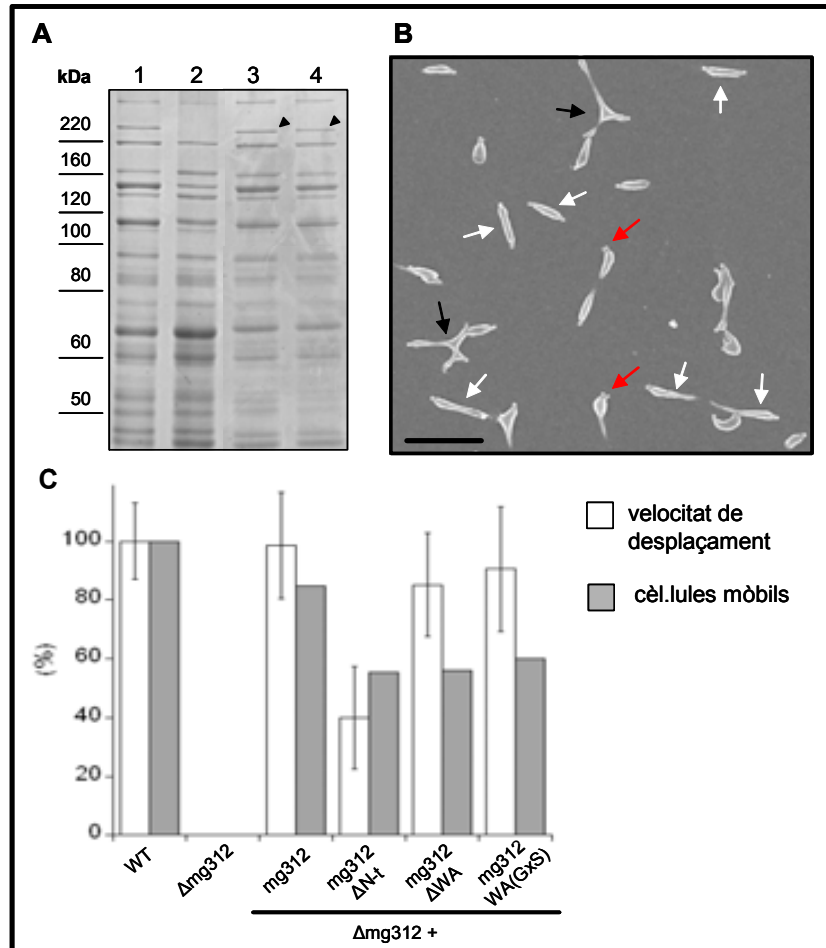 A
kDa
1 2 3 4
220
160
120
100
80
60
50
B
C
(%)
100
80
60
40
20
0
WT
Δmg312
mg312
mg312
ΔN-t
mg312
ΔWA
mg312
WA(GxS)
Δmg312 +
velocitat de
desplaçament
cèl.lules mòbils